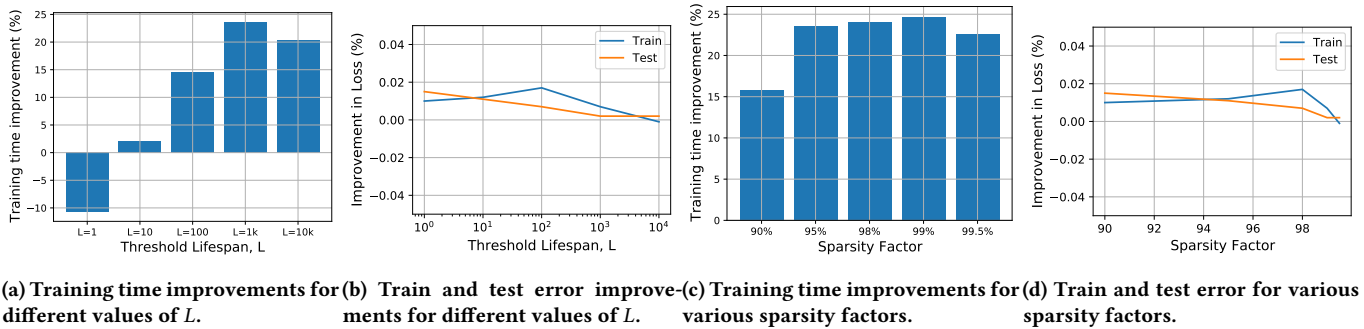 Training time improvement (%)
25
20
15
10
5
0
−5
−10
L=1 L=10 L=100 L=1k L=10k
Threshold Lifespan, L
Improvement in Loss (%)
0.04
0.02
0.00
−0.02
−0.04
Train
Test
10^0 10^1 10^2 10^3 10^4
Threshold Lifespan, L
Training time improvement (%)
25
20
15
10
5
0
90% 95% 98% 99% 99.5%
Sparsity Factor
Improvement in Loss (%)
0.04
0.02
0.00
−0.02
−0.04
Train
Test
90 92 94 96 98
Sparsity Factor
(a) Training time improvements for
different values of L.
(b) Train and test error improve-
ments for different values of L.
(c) Training time improvements for
various sparsity factors.
(d) Train and test error for various
sparsity factors.